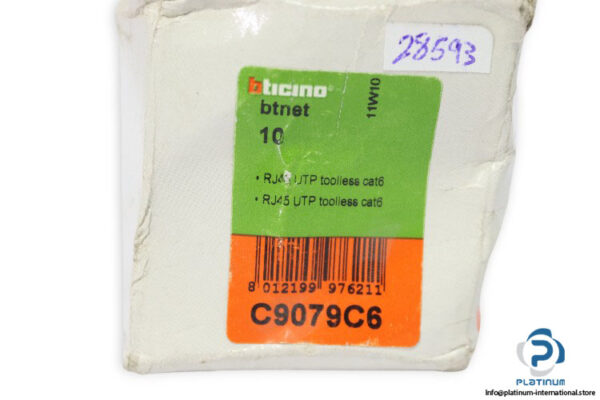 28593
bticino
btnet
11W10
10
• RJ45 UTP toolless cat6
• RJ45 UTP toolless cat6
8 012199 976211
C9079C6
PLATINUM
info@platinum-international.store